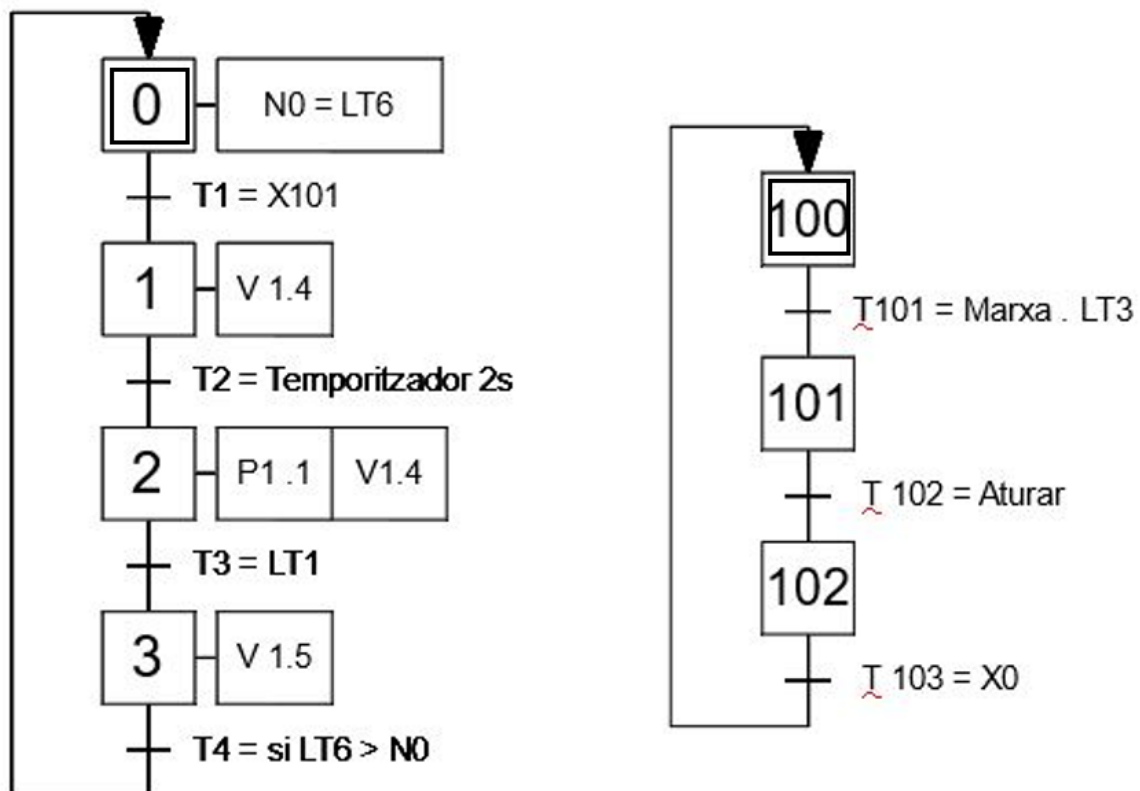 0
N0 = LT6
T1 = X101
1
V 1.4
T2 = Temporitzador 2s
2
P1 .1
V1.4
T3 = LT1
3
V 1.5
T4 = si LT6 > N0
100
T101 = Marxa . LT3
101
T 102 = Aturar
102
T 103 = X0